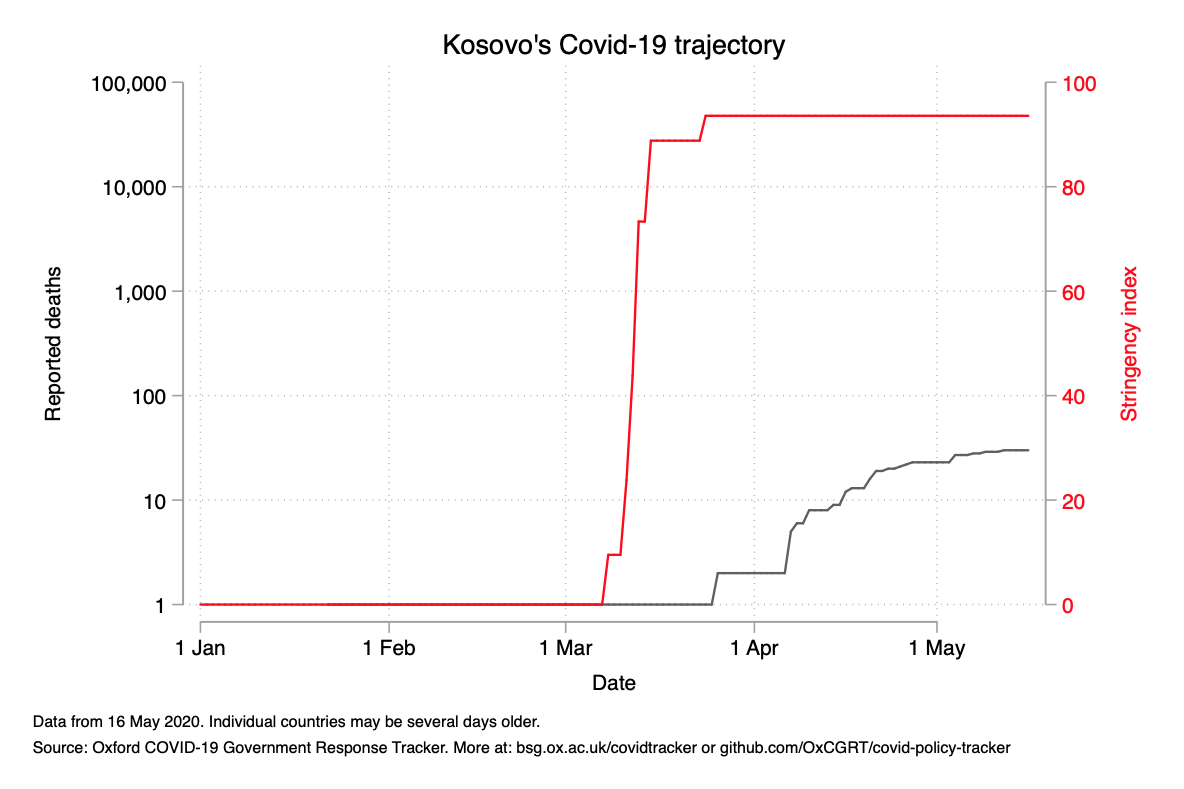 Kosovo's Covid-19 trajectory
100,000
10,000
1,000
100
10
1
Reported deaths
100
80
60
40
20
0
Stringency index
1 Jan
1 Feb
1 Mar
1 Apr
1 May
Date
Data from 16 May 2020. Individual countries may be several days older.
Source: Oxford COVID-19 Government Response Tracker. More at: bsg.ox.ac.uk/covidtracker or github.com/OxCGRT/covid-policy-tracker